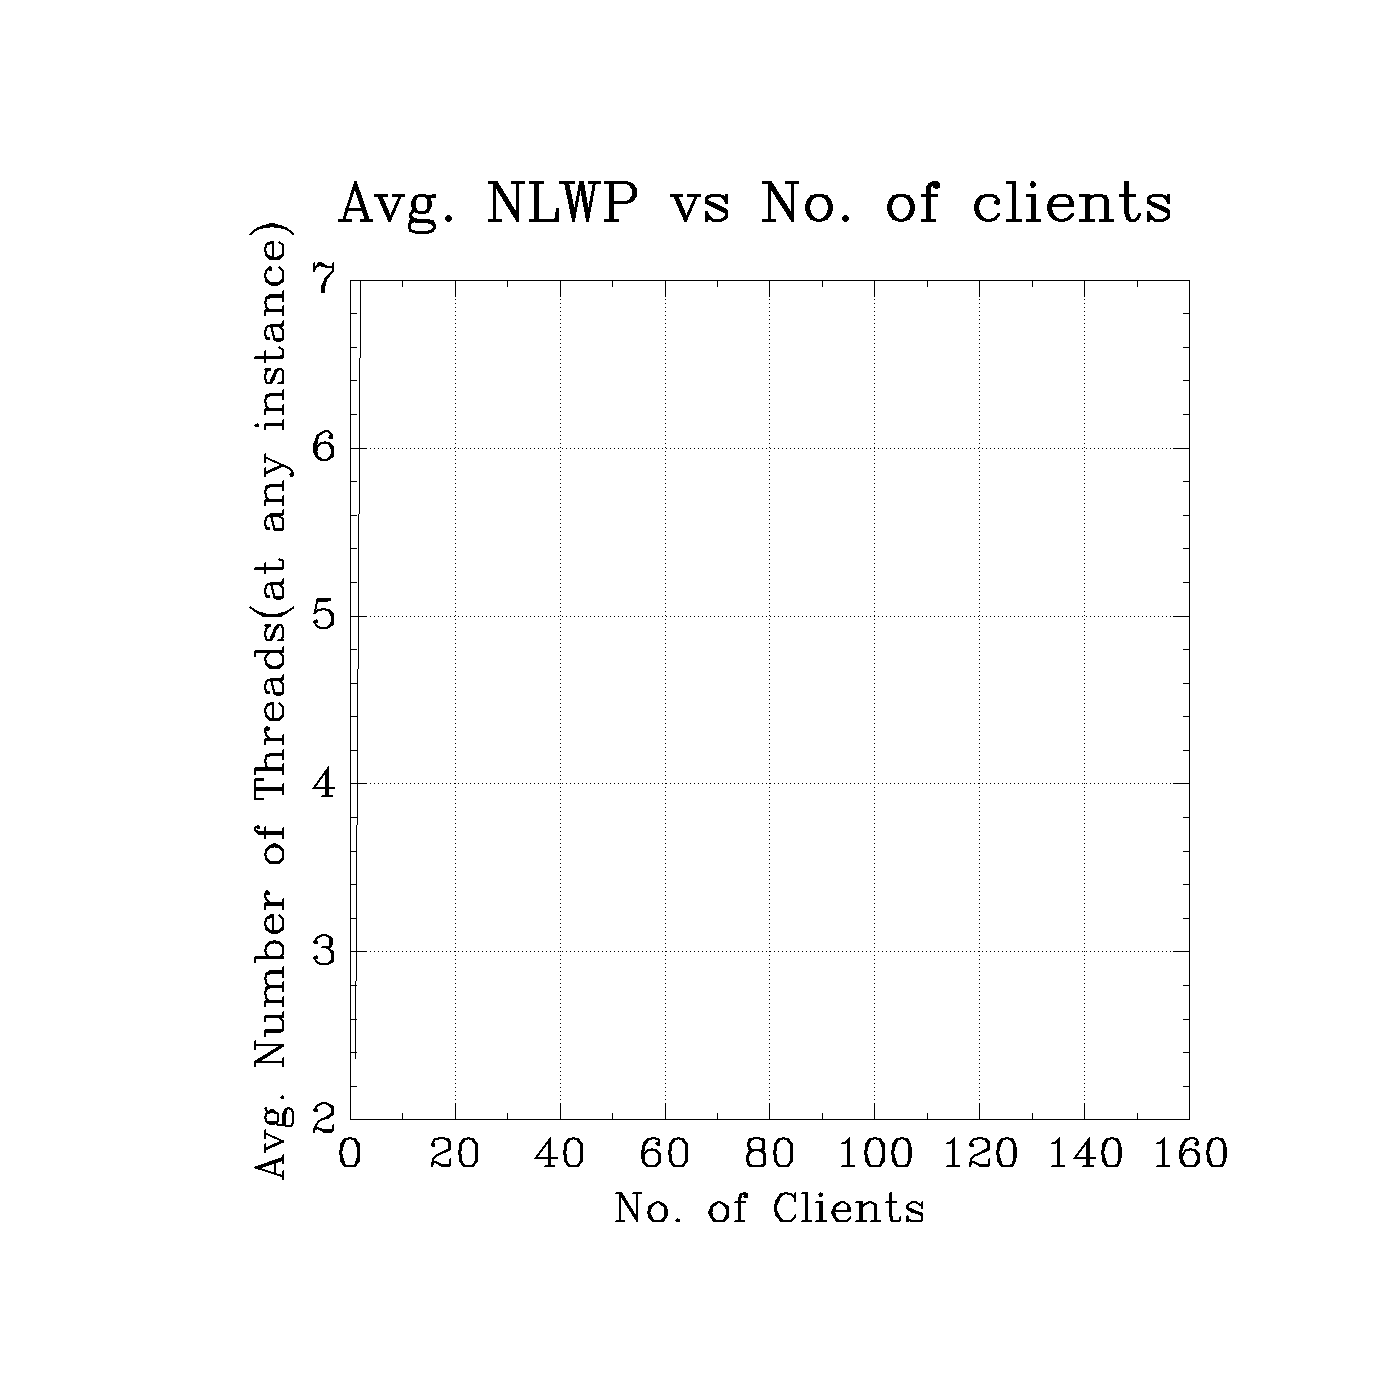 Avg. NLWP vs No. of clients
Avg. Number of Threads(at any instance)
7
6
5
4
3
2
0 20 40 60 80 100 120 140 160
No. of Clients